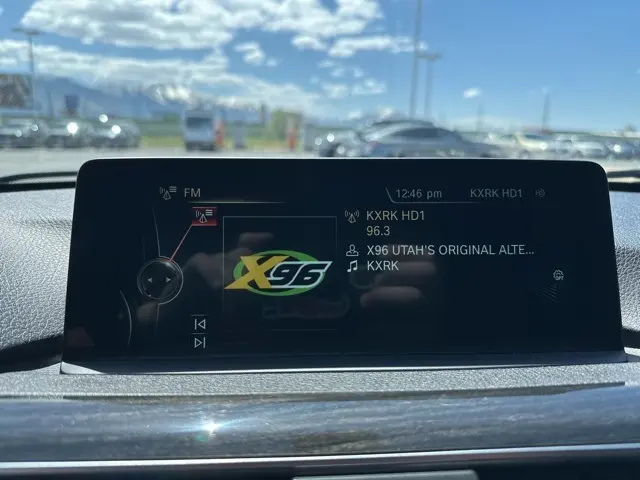 FM
12:46 pm
KXRK HD1
KXRK HD1
96.3
X96 UTAH'S ORIGINAL ALTE...
KXRK
X96